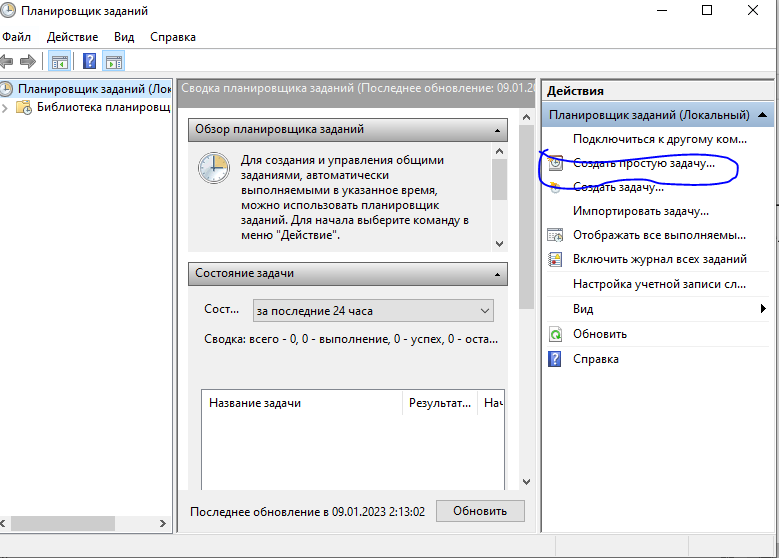 Планировщик заданий
Файл Действие Вид Справка
Планировщик заданий (Лок
Библиотека планировщ
Сводка планировщика заданий (Последнее обновление: 09.01.20
Обзор планировщика заданий
Для создания и управления общими
заданиями, автоматически
выполняемыми в указанное время,
можно использовать планировщик
заданий. Для начала выберите команду в
меню "Действие".
Состояние задачи
Сост... за последние 24 часа
Сводка: всего - 0, 0 - выполнение, 0 - успех, 0 - оста...
Название задачи Результат... Нач
Последнее обновление в 09.01.2023 2:13:02 Обновить
Действия
Планировщик заданий (Локальный)
Подключиться к другому ком...
Создать простую задачу...
Создать задачу...
Импортировать задачу...
Отображать все выполняемы...
Включить журнал всех заданий
Настройка учетной записи сл...
Вид
Обновить
Справка